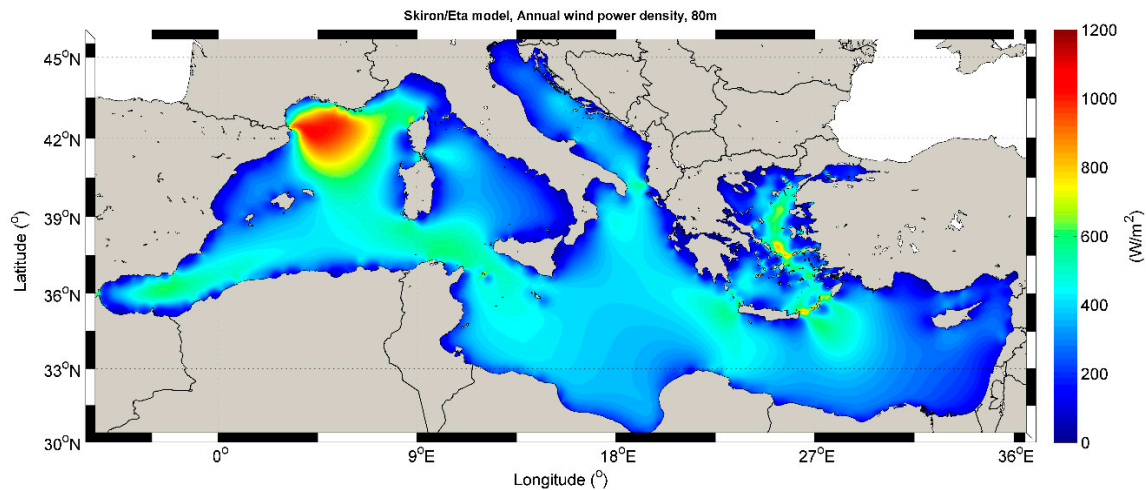 Skiron/Eta model, Annual wind power density, 80m
45°N
42°N
39°N
36°N
33°N
30°N
Latitude (°)
0°
9°E
18°E
27°E
36°E
Longitude (°)
1200
1000
800
600
400
200
0
(W/m²)